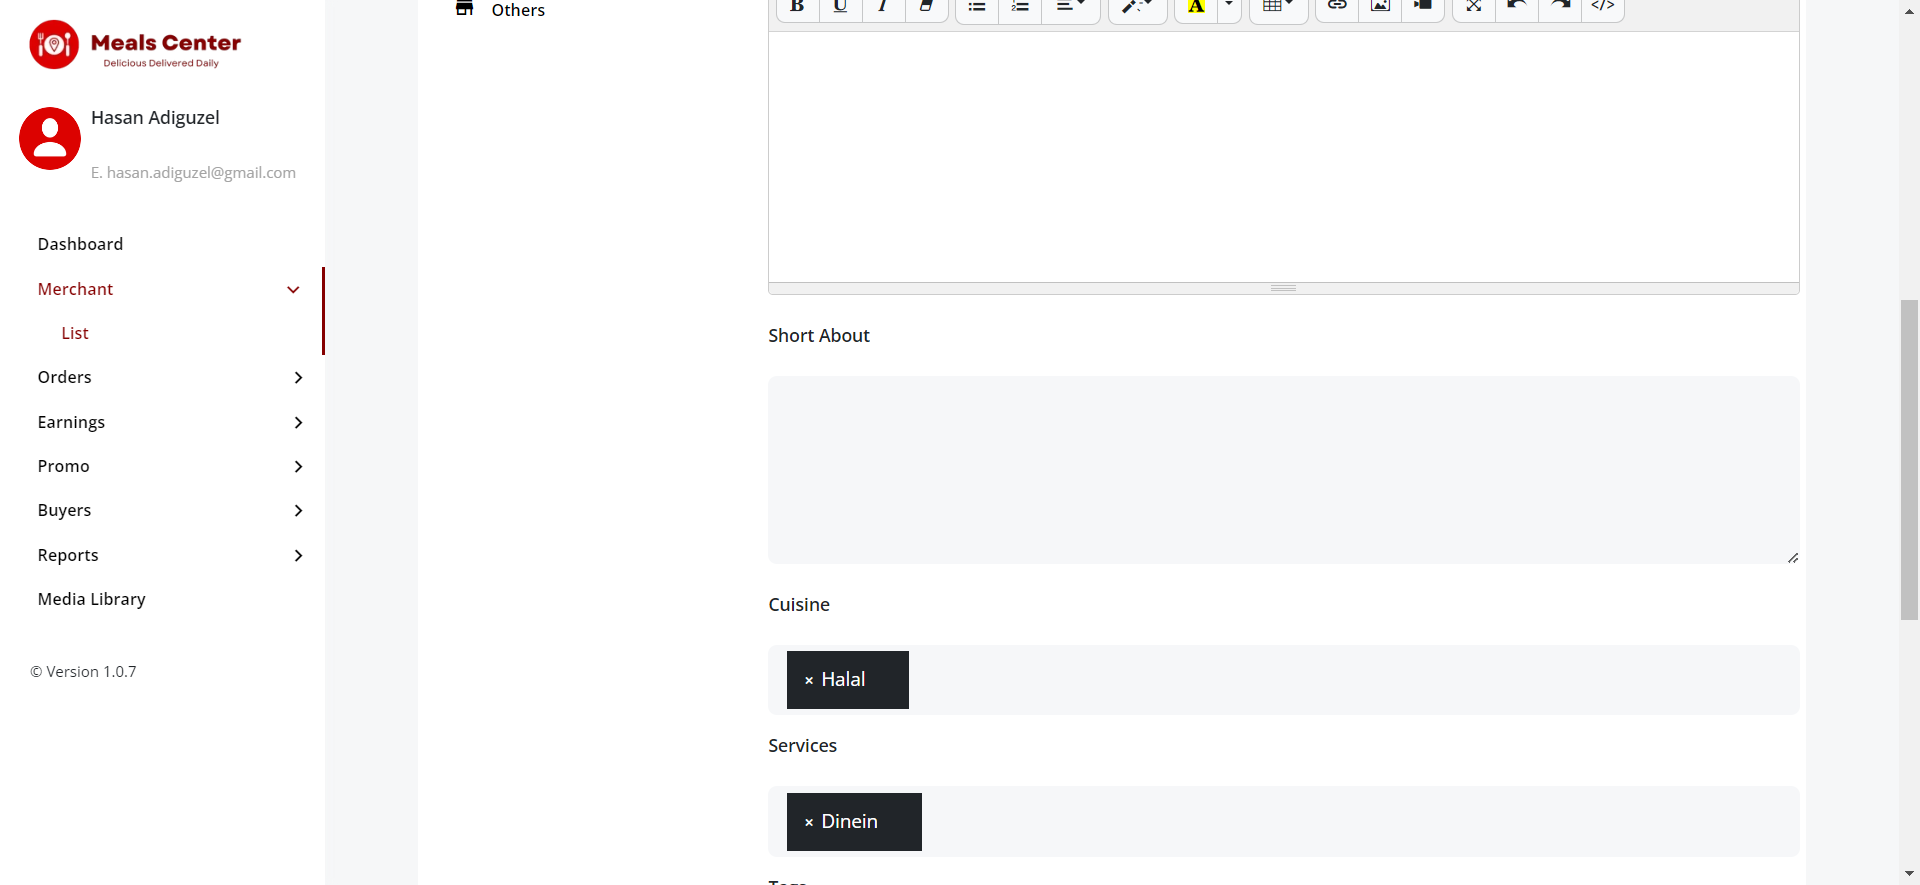 Meals Center
Delicious Delivered Daily
Hasan Adiguzel
E. hasan.adiguzel@gmail.com
Dashboard
Merchant
List
Orders
Earnings
Promo
Buyers
Reports
Media Library
© Version 1.0.7
Others
B U I A </>
Short About
Cuisine
× Halal
Services
× Dinein